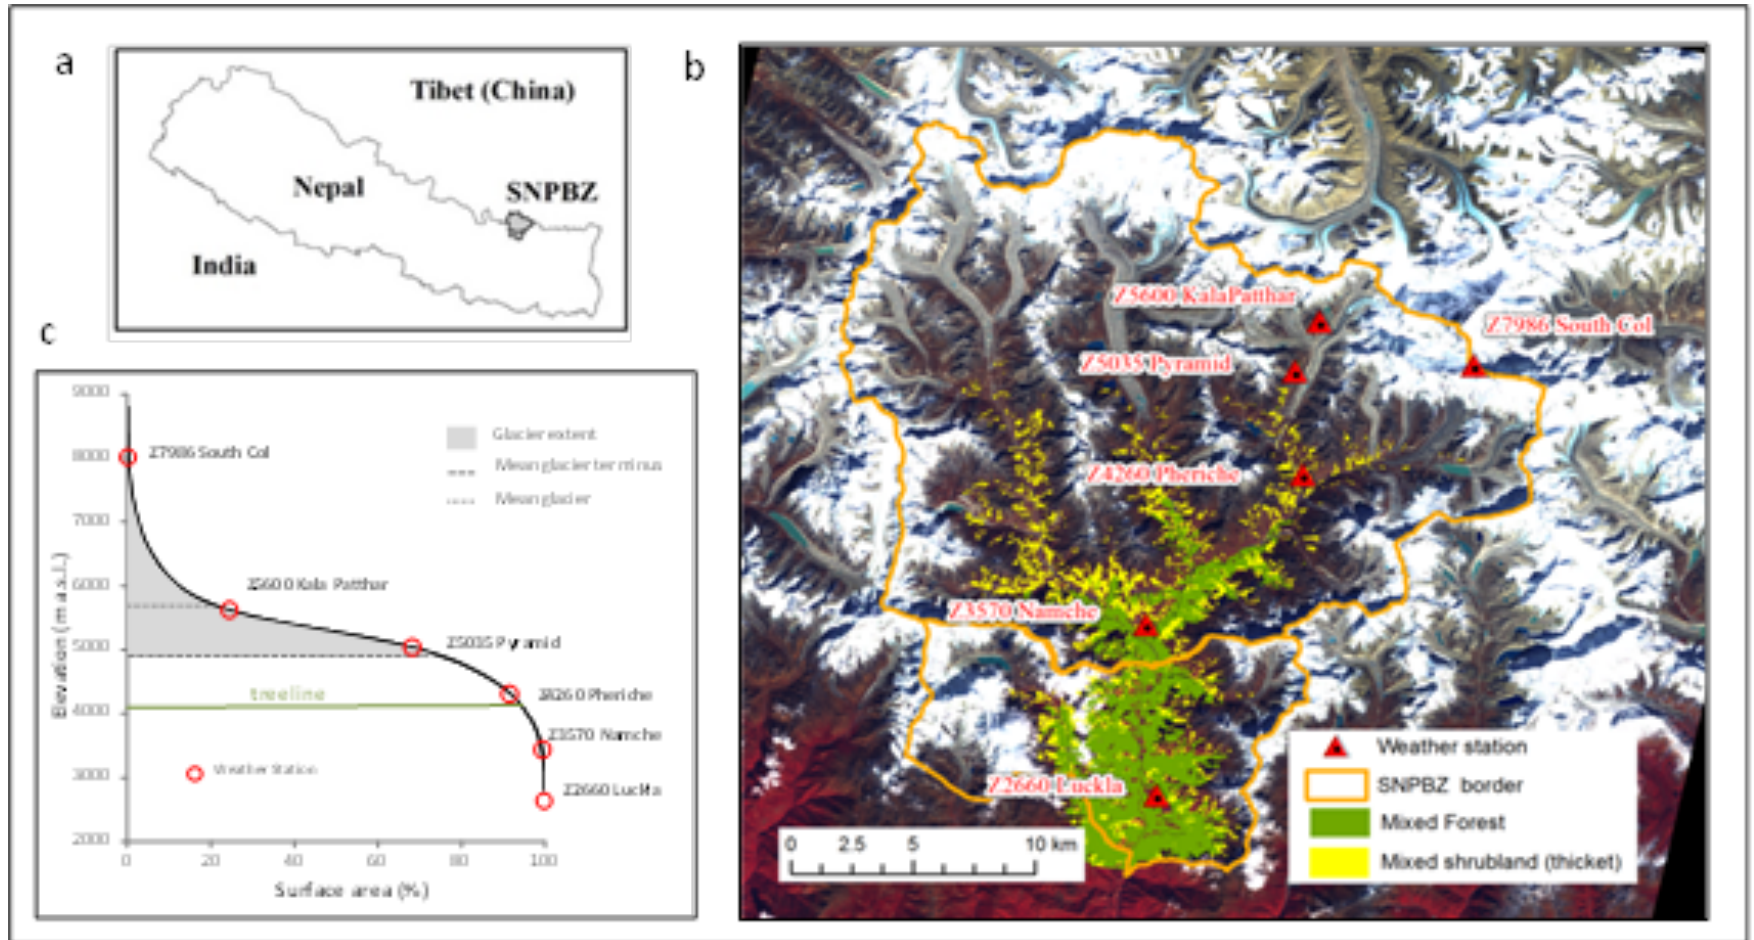 a
Tibet (China)
Nepal
SNPBZ
India
b
Z5600 KalaPatthar
Z7986 South Col
Z5035 Pyramid
Z4260 Pheriche
Z3570 Namche
Z2660 Luckla
0 2.5 5 10 km
Weather station
SNPBZ border
Mixed Forest
Mixed shrubland (thicket)
c
Elevation (m a.s.l.)
9000
8000
7000
6000
5000
4000
3000
2000
Glacier extent
Mean glacier terminus
Mean glacier
Z7986 South Col
Z5600 Kala Patthar
Z5035 Pyramid
treeline
Z4260 Pheriche
Z3570 Namche
Weather Station
Z2660 Luckla
0 20 40 60 80 100
Surface area (%)